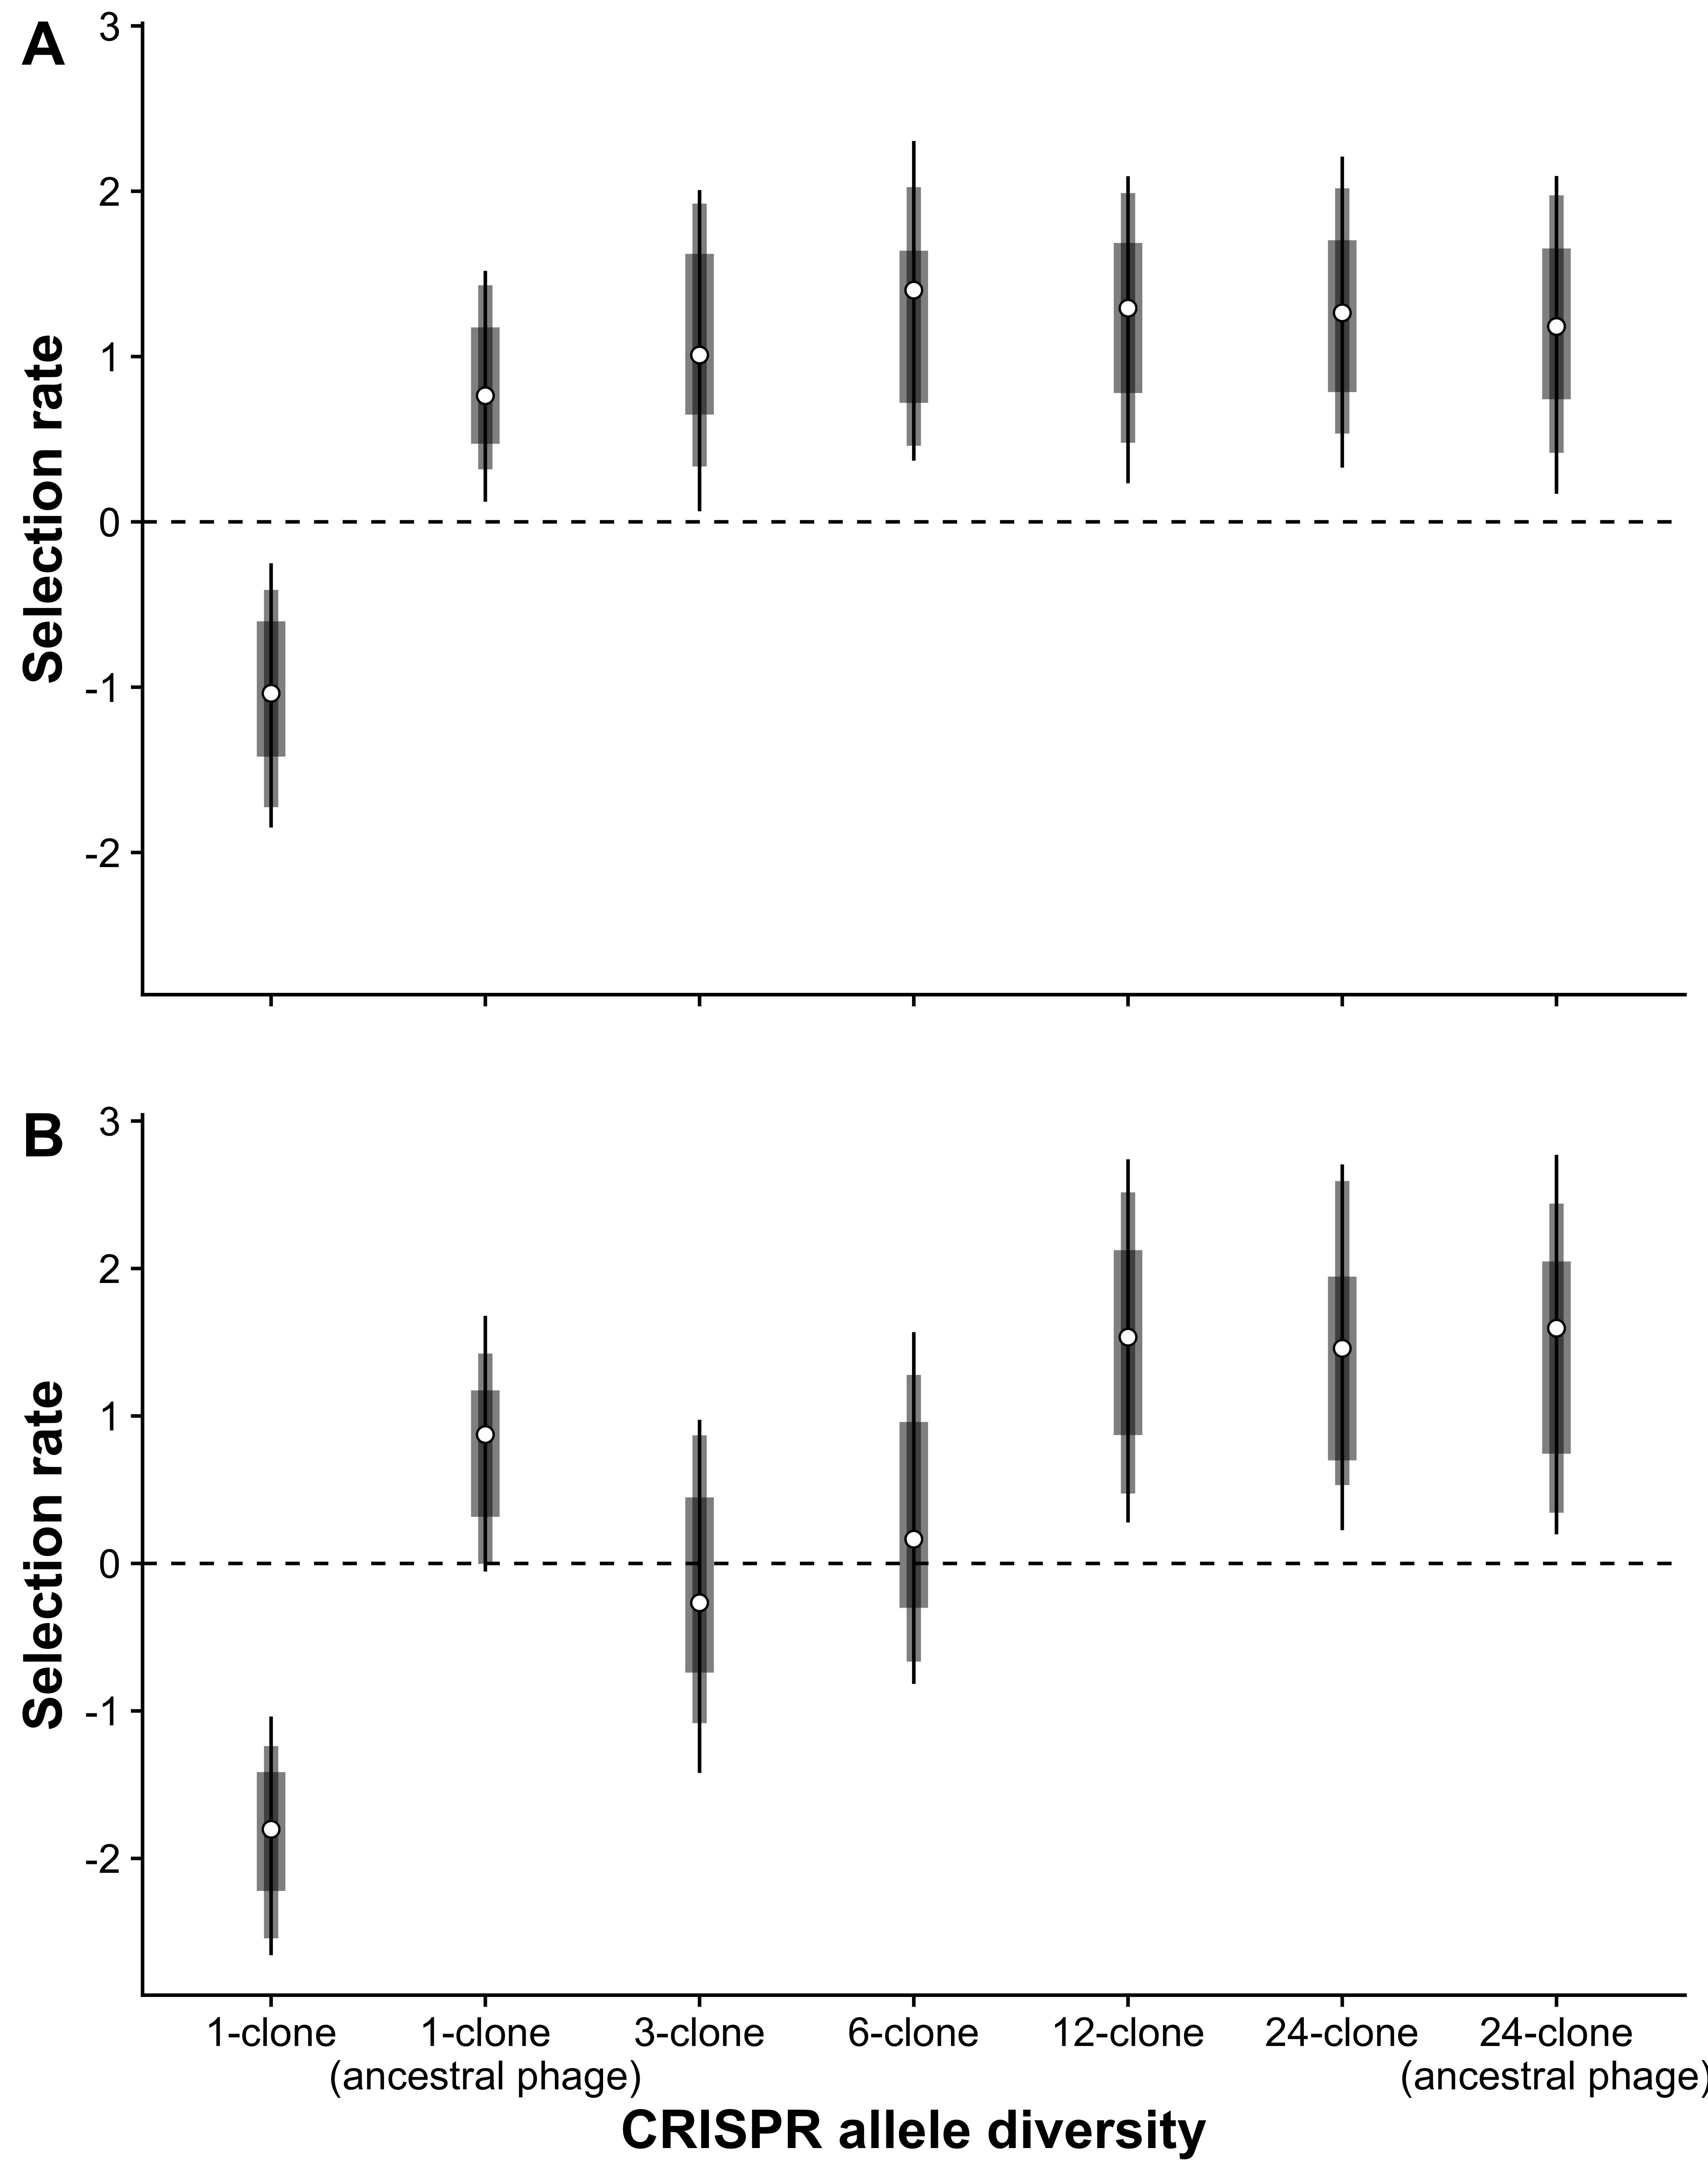 A
3
2
1
0
-1
-2
Selection rate
B
3
2
1
0
-1
-2
Selection rate
1-clone
1-clone
(ancestral phage)
3-clone
6-clone
12-clone
24-clone
24-clone
(ancestral phage)
CRISPR allele diversity